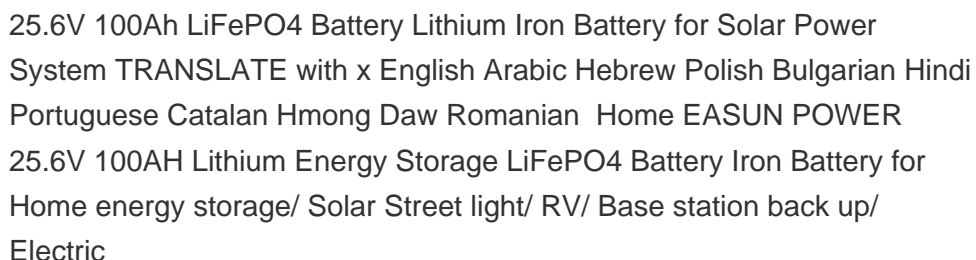 25.6V 100Ah LiFePO4 Battery Lithium Iron Battery for Solar Power
System TRANSLATE with x English Arabic Hebrew Polish Bulgarian Hindi
Portuguese Catalan Hmong Daw Romanian  Home EASUN POWER
25.6V 100AH Lithium Energy Storage LiFePO4 Battery Iron Battery for
Home energy storage/ Solar Street light/ RV/ Base station back up/
Electric